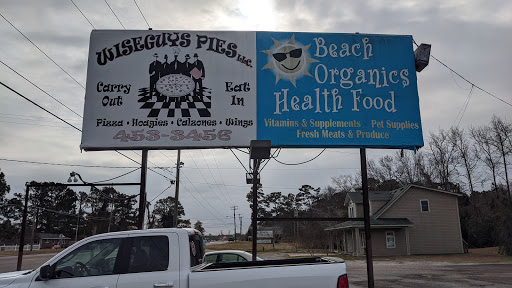 WISEGUYS PIES LLC.
Carry Out
Eat In
Pizza • Hoagies • Calzones • Wings
453-3456
Beach
Organics
Health Food
Vitamins & Supplements • Pet Supplies
Fresh Meats & Produce